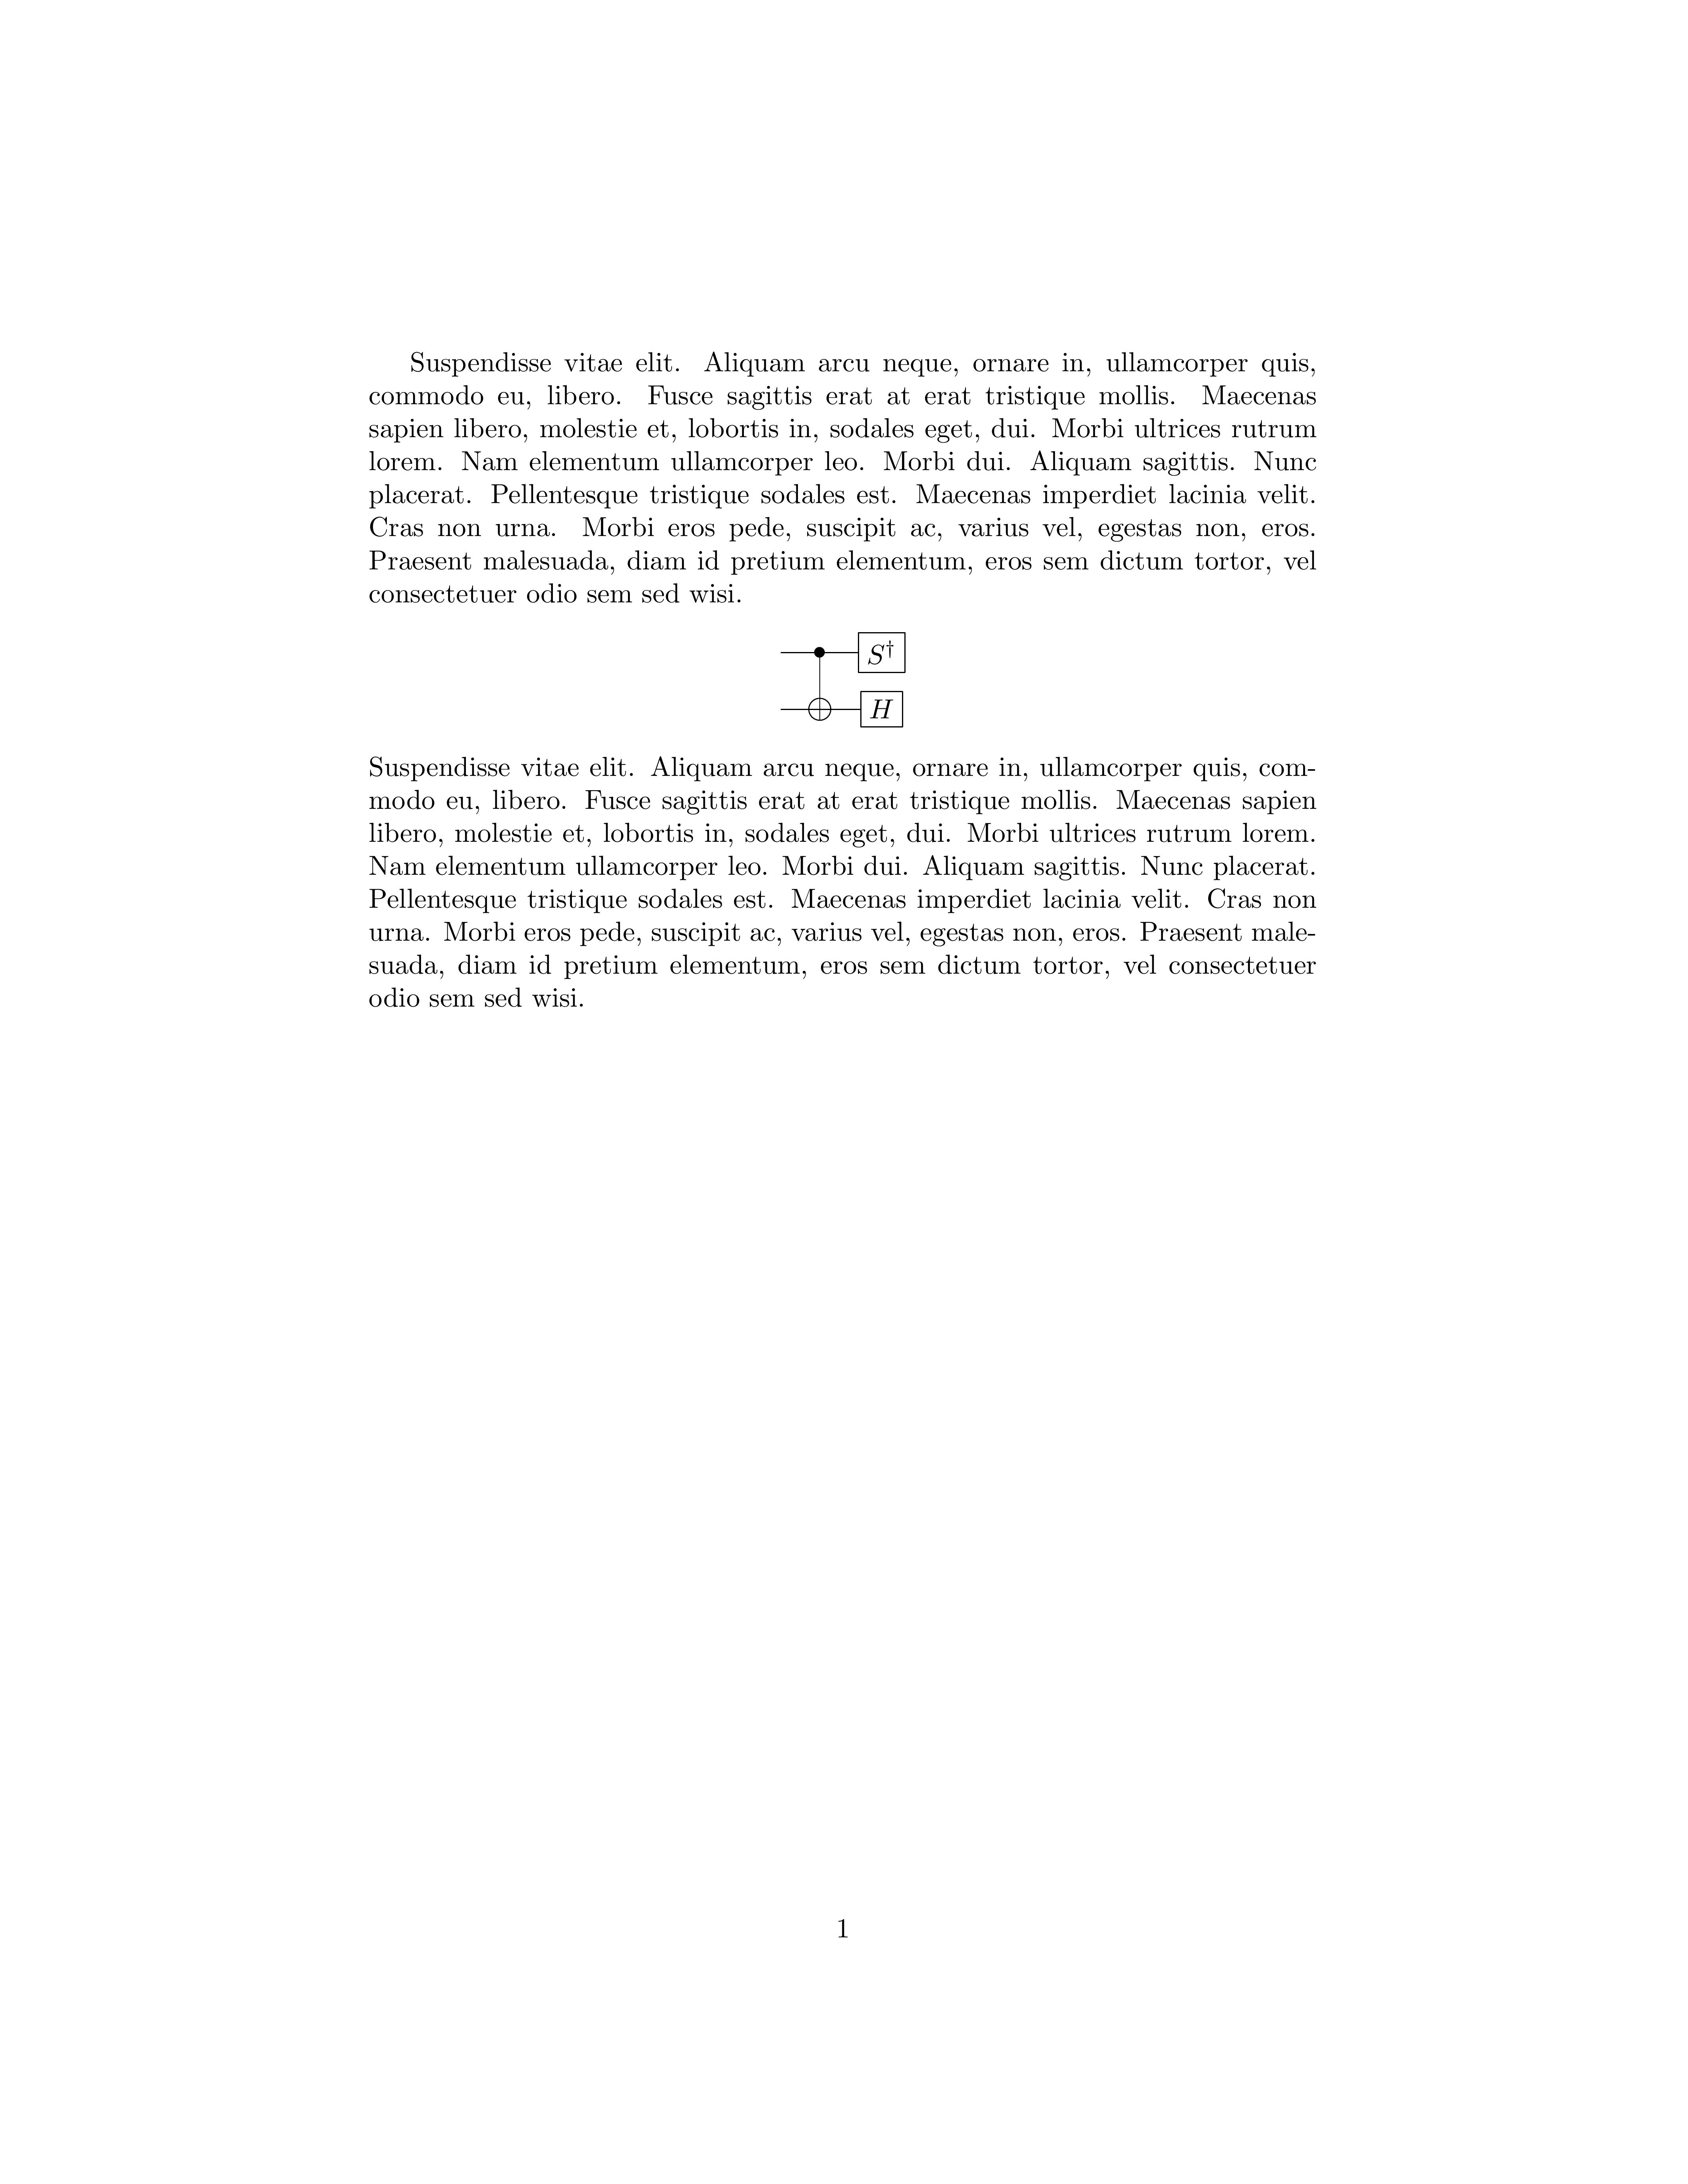 Suspendisse vitae elit. Aliquam arcu neque, ornare in, ullamcorper quis,
commodo eu, libero. Fusce sagittis erat at erat tristique mollis. Maecenas
sapien libero, molestie et, lobortis in, sodales eget, dui. Morbi ultrices rutrum
lorem. Nam elementum ullamcorper leo. Morbi dui. Aliquam sagittis. Nunc
placerat. Pellentesque tristique sodales est. Maecenas imperdiet lacinia velit.
Cras non urna. Morbi eros pede, suscipit ac, varius vel, egestas non, eros.
Praesent malesuada, diam id pretium elementum, eros sem dictum tortor, vel
consectetuer odio sem sed wisi.
S†
H
Suspendisse vitae elit. Aliquam arcu neque, ornare in, ullamcorper quis, com-
modo eu, libero. Fusce sagittis erat at erat tristique mollis. Maecenas sapien
libero, molestie et, lobortis in, sodales eget, dui. Morbi ultrices rutrum lorem.
Nam elementum ullamcorper leo. Morbi dui. Aliquam sagittis. Nunc placerat.
Pellentesque tristique sodales est. Maecenas imperdiet lacinia velit. Cras non
urna. Morbi eros pede, suscipit ac, varius vel, egestas non, eros. Praesent male-
suada, diam id pretium elementum, eros sem dictum tortor, vel consectetuer
odio sem sed wisi.
1